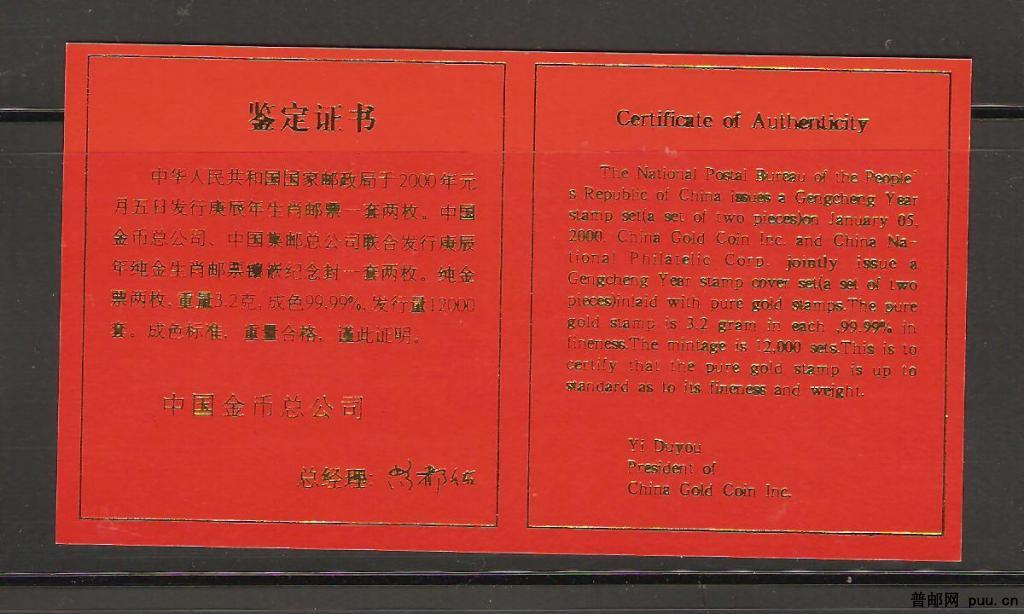 鉴定证书
中华人民共和国国家邮政局于2000年元
月五日发行庚辰年生肖邮票一套两枚。中国
金币总公司、中国集邮总公司联合发行庚辰
年纯金生肖邮票镶嵌纪念封一套两枚。纯金
票两枚,重量3.2克,成色99.99%,发行量12000
套。成色标准,重量合格,谨此证明。
中国金币总公司
总经理:
Certificate of Authenticity
The National Postal Bureau of the People'
s Republic of China issues a Gengcheng Year
stamp set(a set of two pieces)on January 05,
2000. China Gold Coin Inc. and China Na-
tional Philatelic Corp. jointly issue a
Gengcheng Year stamp cover set(a set of two
pieces)inlaid with pure gold stamps.The pure
gold stamp is 3.2 gram in each ,99.99% in
fineness.The mintage is 12,000 sets.This is to
certify that the pure gold stamp is up to
standard as to its fineness and weight.
Yi Duyou
President of
China Gold Coin Inc.
普邮网 puu.cn